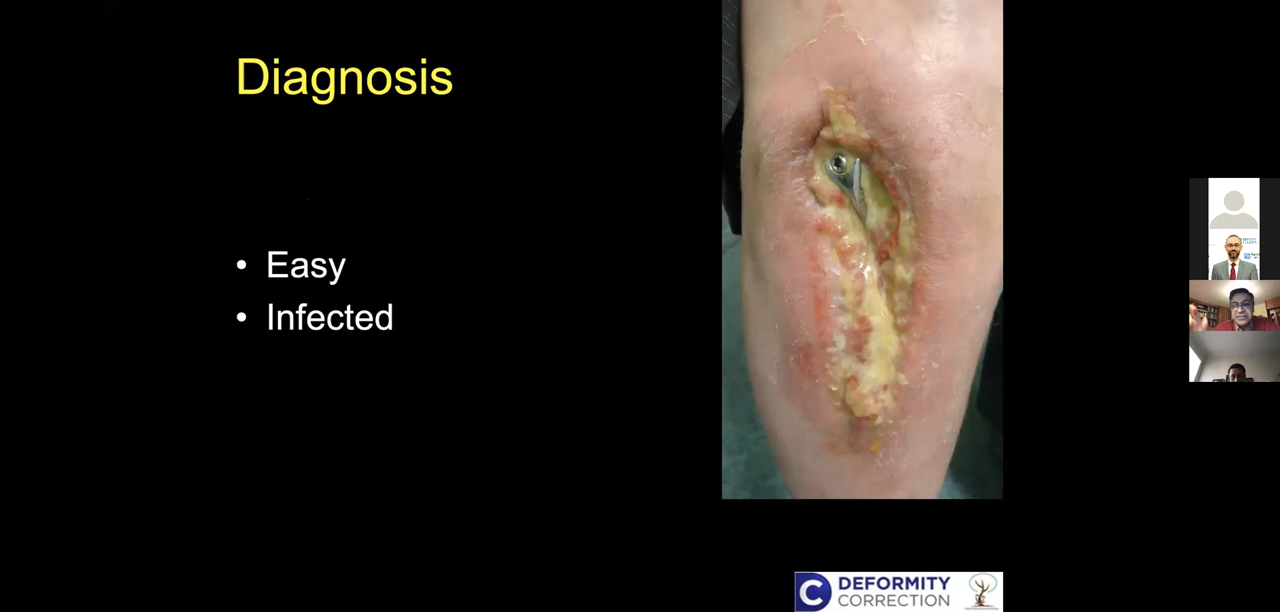 Diagnosis
• Easy
• Infected
DEFORMITY
CORRECTION